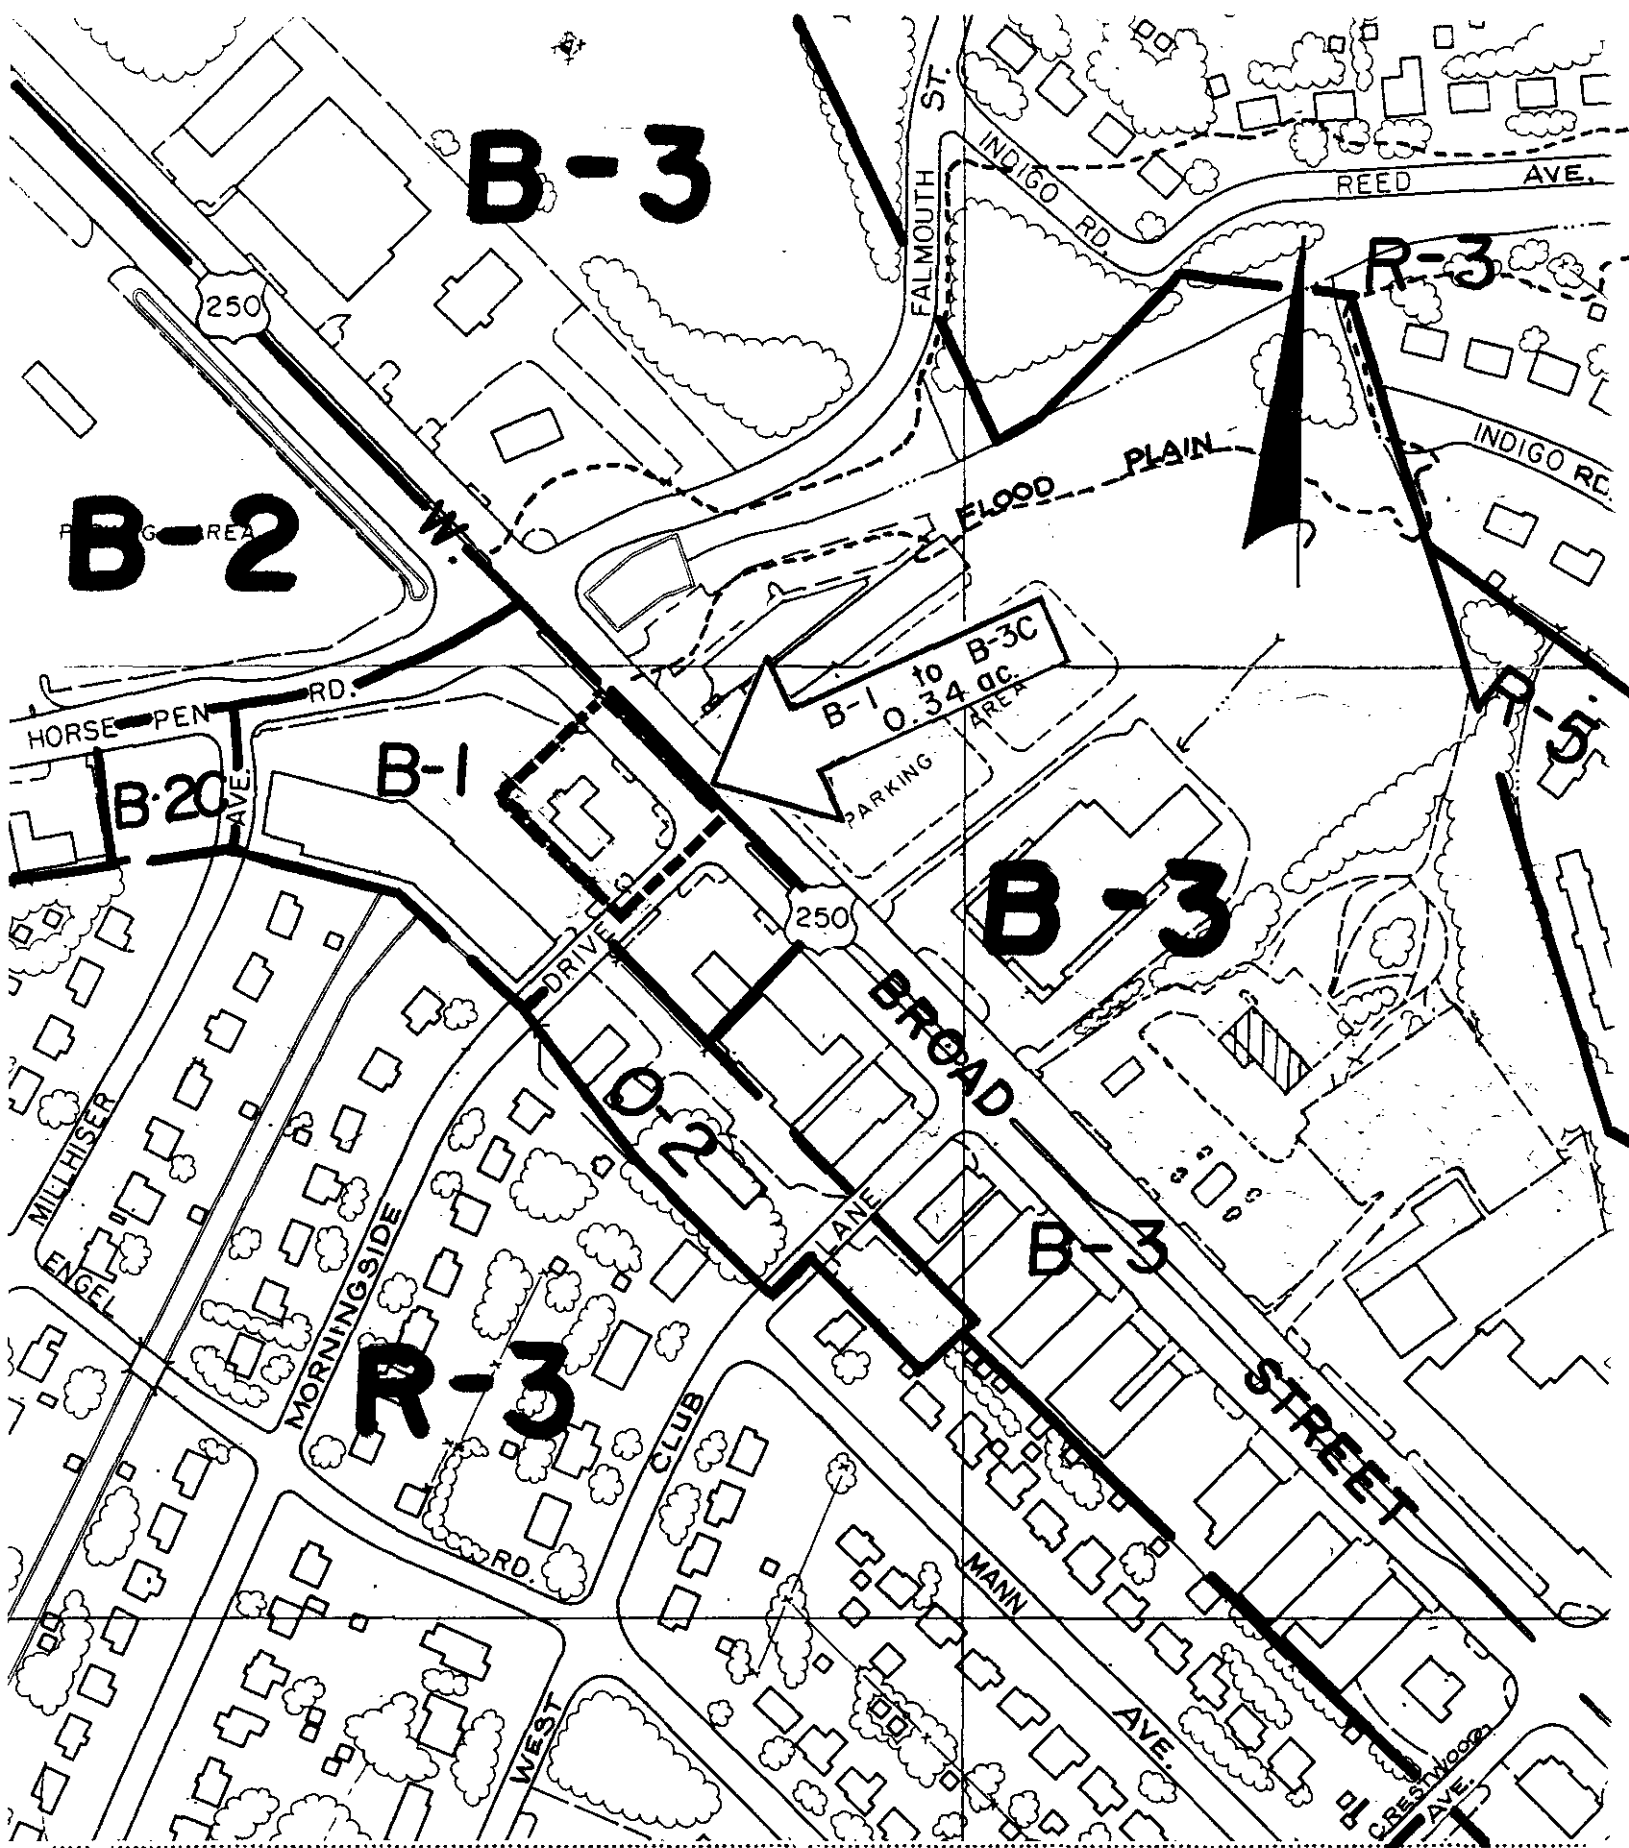 ST.
B-3
INDIGO RD.
REED AVE.
FALMOUTH
R-3
250
INDIGO RD.
FLOOD PLAIN
W.
B-2
B-1 to B-3C
0.34 ac.
PARKING AREA
RD.
HORSE PEN
R-5
B-1
B-2C
AVE.
B-3
250
DRIVE
BROAD
O-2
MILLHISER
LANE
B-3
ENGEL
MORNINGSIDE
R-3
CLUB
STREET
RD.
MANN
WEST
AVE.
CRESTWOOD
AVE.